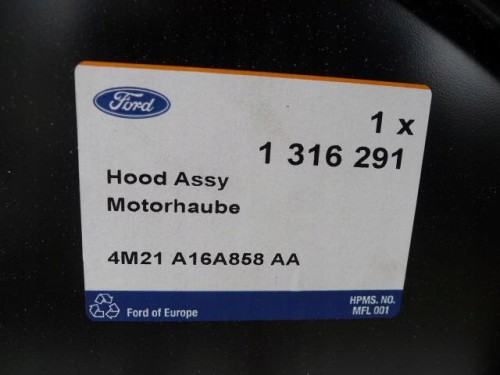 Ford
1 x
1 316 291
Hood Assy
Motorhaube
4M21 A16A858 AA
Ford of Europe
HPMS. NO.
MFL 001